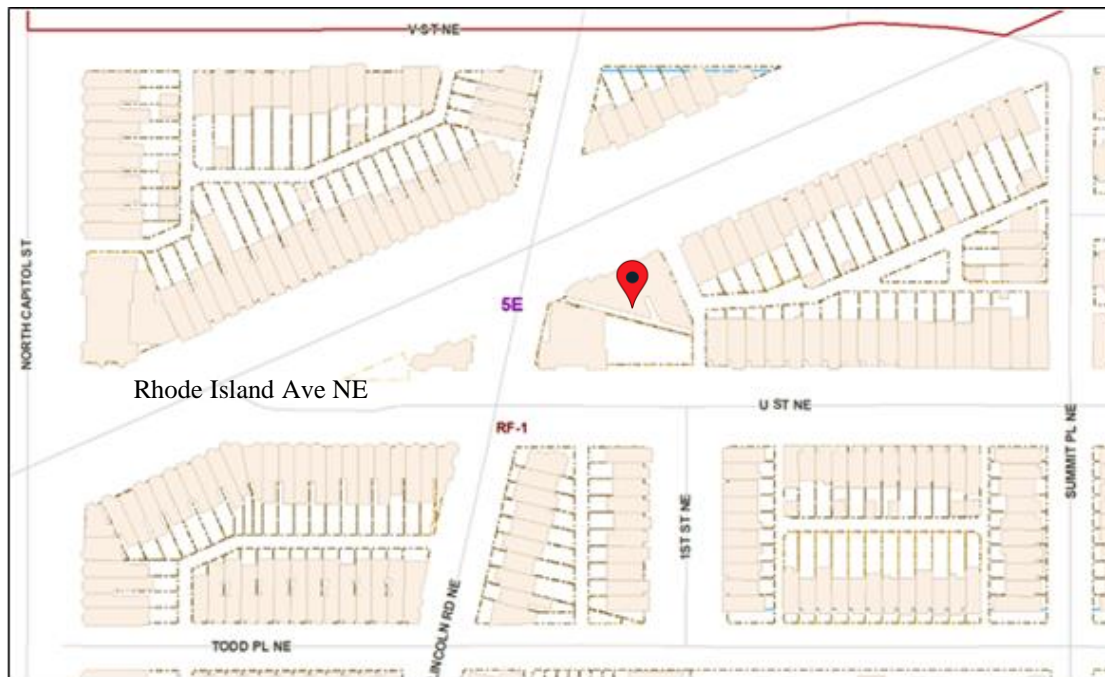 V ST NE
NORTH CAPITOL ST
5E
Rhode Island Ave NE
U ST NE
RF-1
SUMMIT PL NE
1ST ST NE
LINCOLN RD NE
TODD PL NE